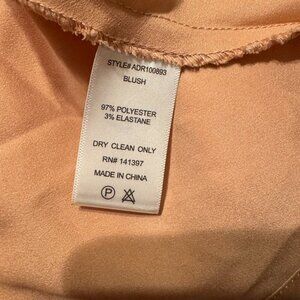 STYLE# ADR100893
BLUSH
97% POLYESTER
3% ELASTANE
DRY CLEAN ONLY
RN# 141397
MADE IN CHINA
P